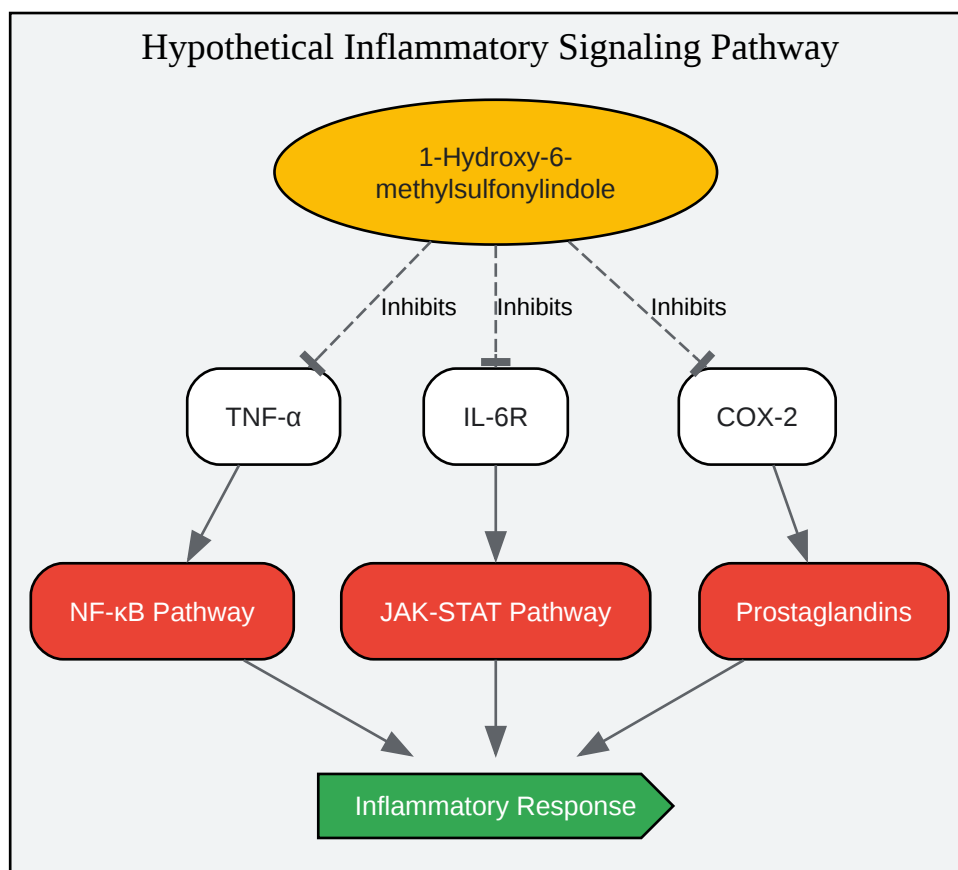 Hypothetical Inflammatory Signaling Pathway
1-Hydroxy-6-
methylsulfonylindole
Inhibits
Inhibits
Inhibits
TNF-α
IL-6R
COX-2
NF-κB Pathway
JAK-STAT Pathway
Prostaglandins
Inflammatory Response